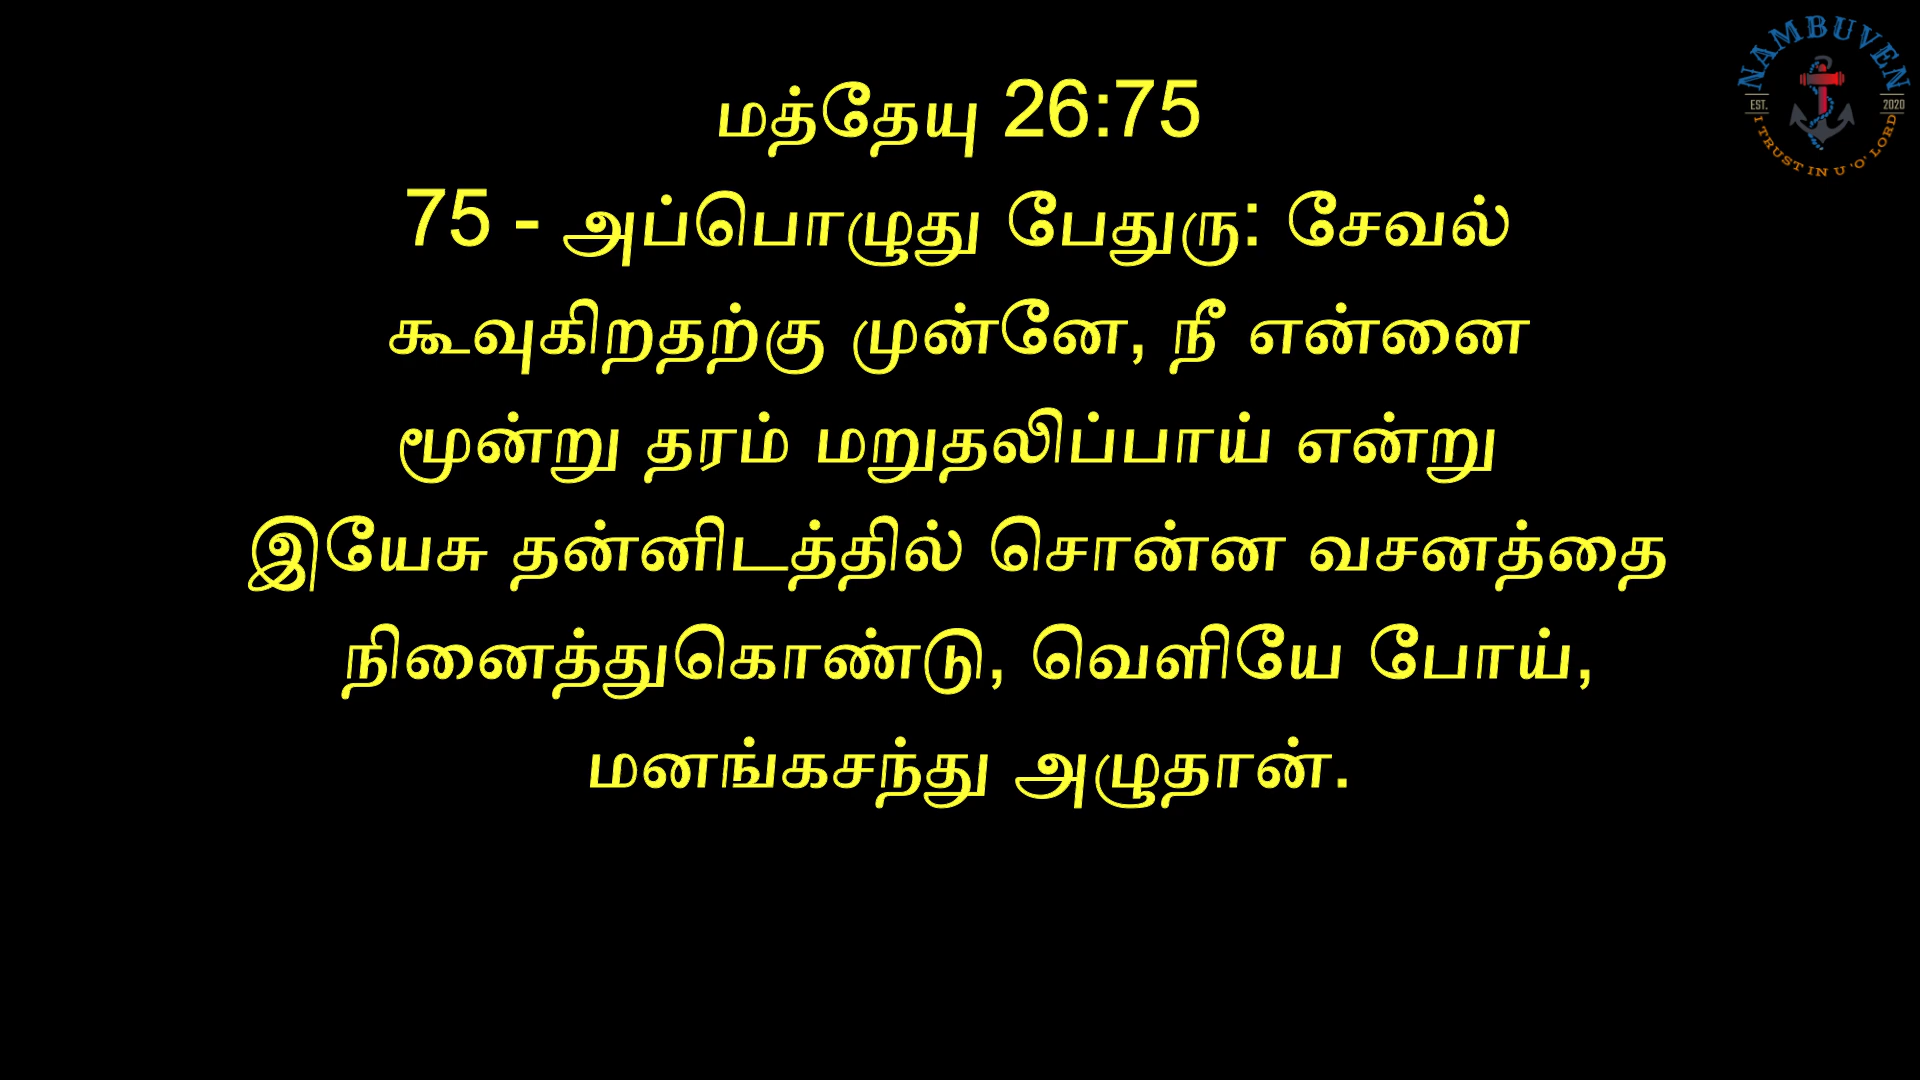 மத்தேயு 26:75
75 - அப்பொழுது பேதுரு: சேவல்
கூவுகிறதற்கு முன்னே, நீ என்னை
மூன்று தரம் மறுதலிப்பாய் என்று
இயேசு தன்னிடத்தில் சொன்ன வசனத்தை
நினைத்துகொண்டு, வெளியே போய்,
மனங்கசந்து அழுதான்.
NAMBUVEN
EST. 2020
I TRUST IN U 'O' LORD